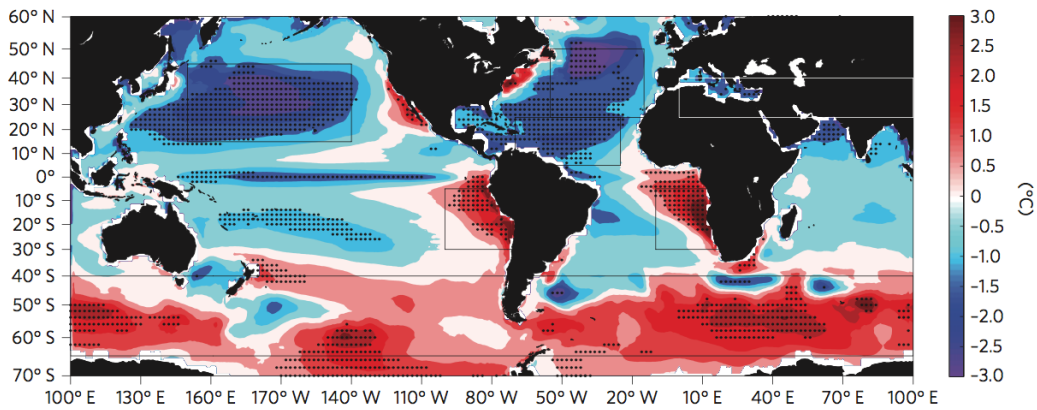 60° N
50° N
40° N
30° N
20° N
10° N
0°
10° S
20° S
30° S
40° S
50° S
60° S
70° S
100° E 130° E 160° E 170° W 140° W 110° W 80° W 50° W 20° W 10° E 40° E 70° E 100° E
3.0
2.5
2.0
1.5
1.0
0.5
0
−0.5
−1.0
−1.5
−2.0
−2.5
−3.0
(°C)